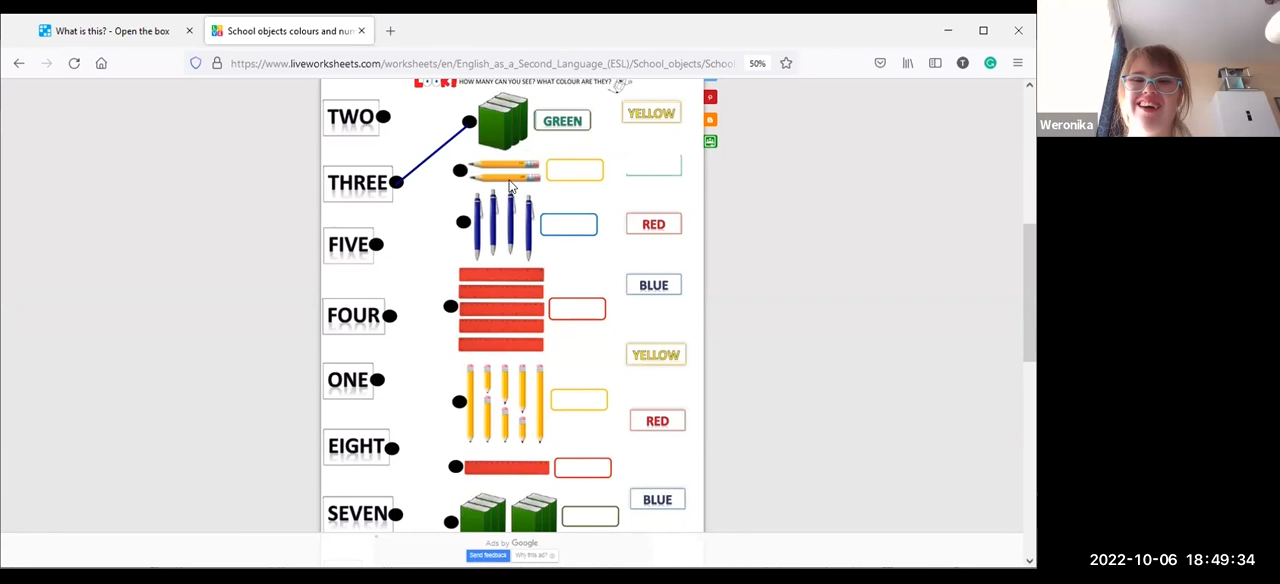 What is this? - Open the box
School objects colours and nun
https://www.liveworksheets.com/worksheets/en/English_as_a_Second_Language_(ESL)/School_objects/Schoo
50%
HOW MANY CAN YOU SEE? WHAT COLOUR ARE THEY?
TWO
GREEN
YELLOW
THREE
RED
FIVE
BLUE
FOUR
YELLOW
ONE
RED
EIGHT
BLUE
SEVEN
Ads by Google
Send feedback
Why this ad?
Weronika
2022-10-06 18:49:34